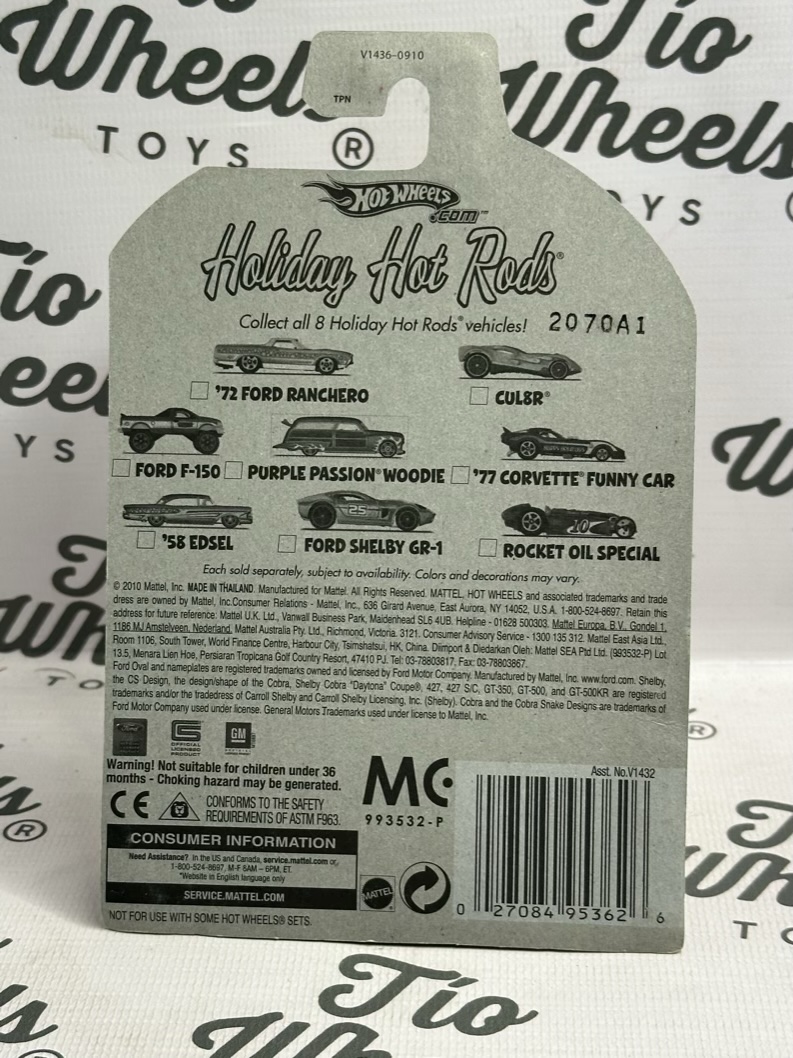 Wheels
TOYS ®
Tio
Wheels
YS
Tio
YS
V1436-0910
TPN
HOT WHEELS
.com™
Holiday Hot Rods®
Collect all 8 Holiday Hot Rods® vehicles! 2070A1
'72 FORD RANCHERO
CUL8R®
FORD F-150
PURPLE PASSION® WOODIE
'77 CORVETTE® FUNNY CAR
25
10
'58 EDSEL
FORD SHELBY GR-1
ROCKET OIL SPECIAL
Each sold separately, subject to availability. Colors and decorations may vary.
© 2010 Mattel, Inc. MADE IN THAILAND. Manufactured for Mattel. All Rights Reserved. MATTEL, HOT WHEELS and associated trademarks and trade
dress are owned by Mattel, Inc.Consumer Relations - Mattel, Inc., 636 Girard Avenue, East Aurora, NY 14052, U.S.A. 1-800-524-8697. Retain this
address for future reference: Mattel U.K. Ltd., Vanwall Business Park, Maidenhead SL6 4UB. Helpline - 01628 500303. Mattel Europa, B.V., Gondel 1,
1186 MJ Amstelveen, Nederland. Mattel Australia Pty. Ltd., Richmond, Victoria. 3121. Consumer Advisory Service - 1300 135 312. Mattel East Asia Ltd.,
Room 1106, South Tower, World Finance Centre, Harbour City, Tsimshatsui, HK, China. Diimport & Diedarkan Oleh: Mattel SEA Ptd Ltd. (993532-P) Lot
13.5, Menara Lien Hoe, Persiaran Tropicana Golf Country Resort, 47410 PJ. Tel: 03-78803817, Fax: 03-78803867.
Ford Oval and nameplates are registered trademarks owned and licensed by Ford Motor Company. Manufactured by Mattel, Inc. www.ford.com. Shelby,
the CS Design, the design/shape of the Cobra, Shelby Cobra "Daytona" Coupe®, 427, 427 S/C, GT-350, GT-500, and GT-500KR are registered
trademarks and/or the tradedress of Carroll Shelby and Carroll Shelby Licensing, Inc. (Shelby). Cobra and the Cobra Snake Designs are trademarks of
Ford Motor Company used under license. General Motors Trademarks used under license to Mattel, Inc.
Ford
OFFICIAL
LICENSED
PRODUCT
GM
Warning! Not suitable for children under 36
months - Choking hazard may be generated.
CE
CONFORMS TO THE SAFETY
REQUIREMENTS OF ASTM F963.
MC
993532-P
Asst. No.V1432
CONSUMER INFORMATION
Need Assistance? In the US and Canada, service.mattel.com or,
1-800-524-8697, M-F 8AM – 6PM, ET.
*Website in English language only
SERVICE.MATTEL.COM
NOT FOR USE WITH SOME HOT WHEELS® SETS.
MATTEL
0 27084 95362 6
Tio